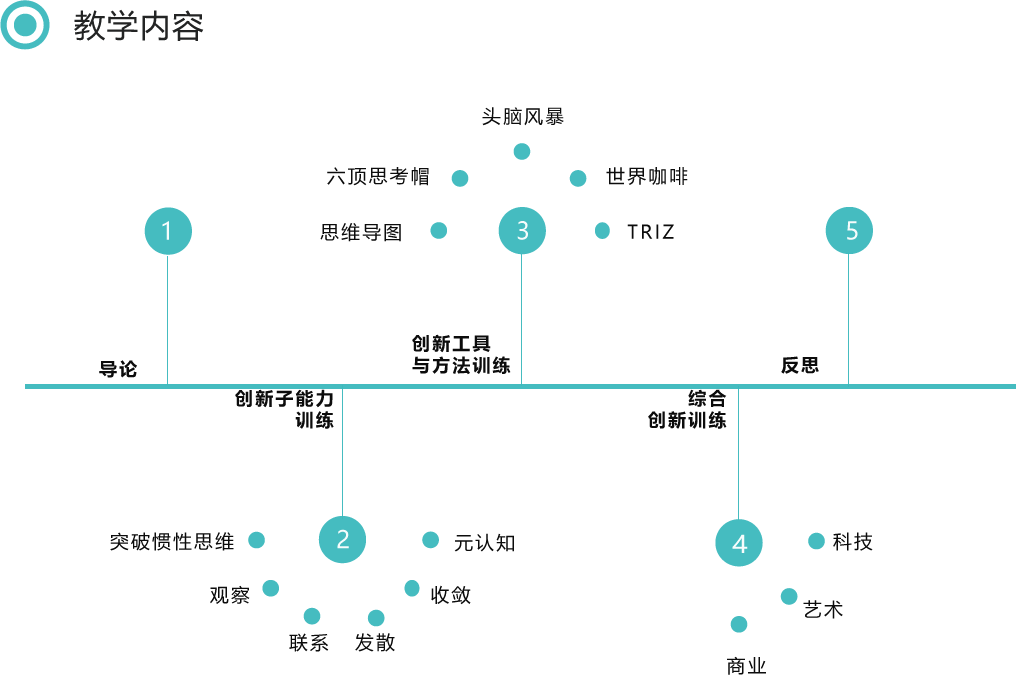 教学内容
头脑风暴
六顶思考帽
世界咖啡
思维导图
TRIZ
1
3
5
创新工具
与方法训练
导论
反思
创新子能力
训练
综合
创新训练
2
4
突破惯性思维
元认知
科技
观察
收敛
艺术
联系
发散
商业